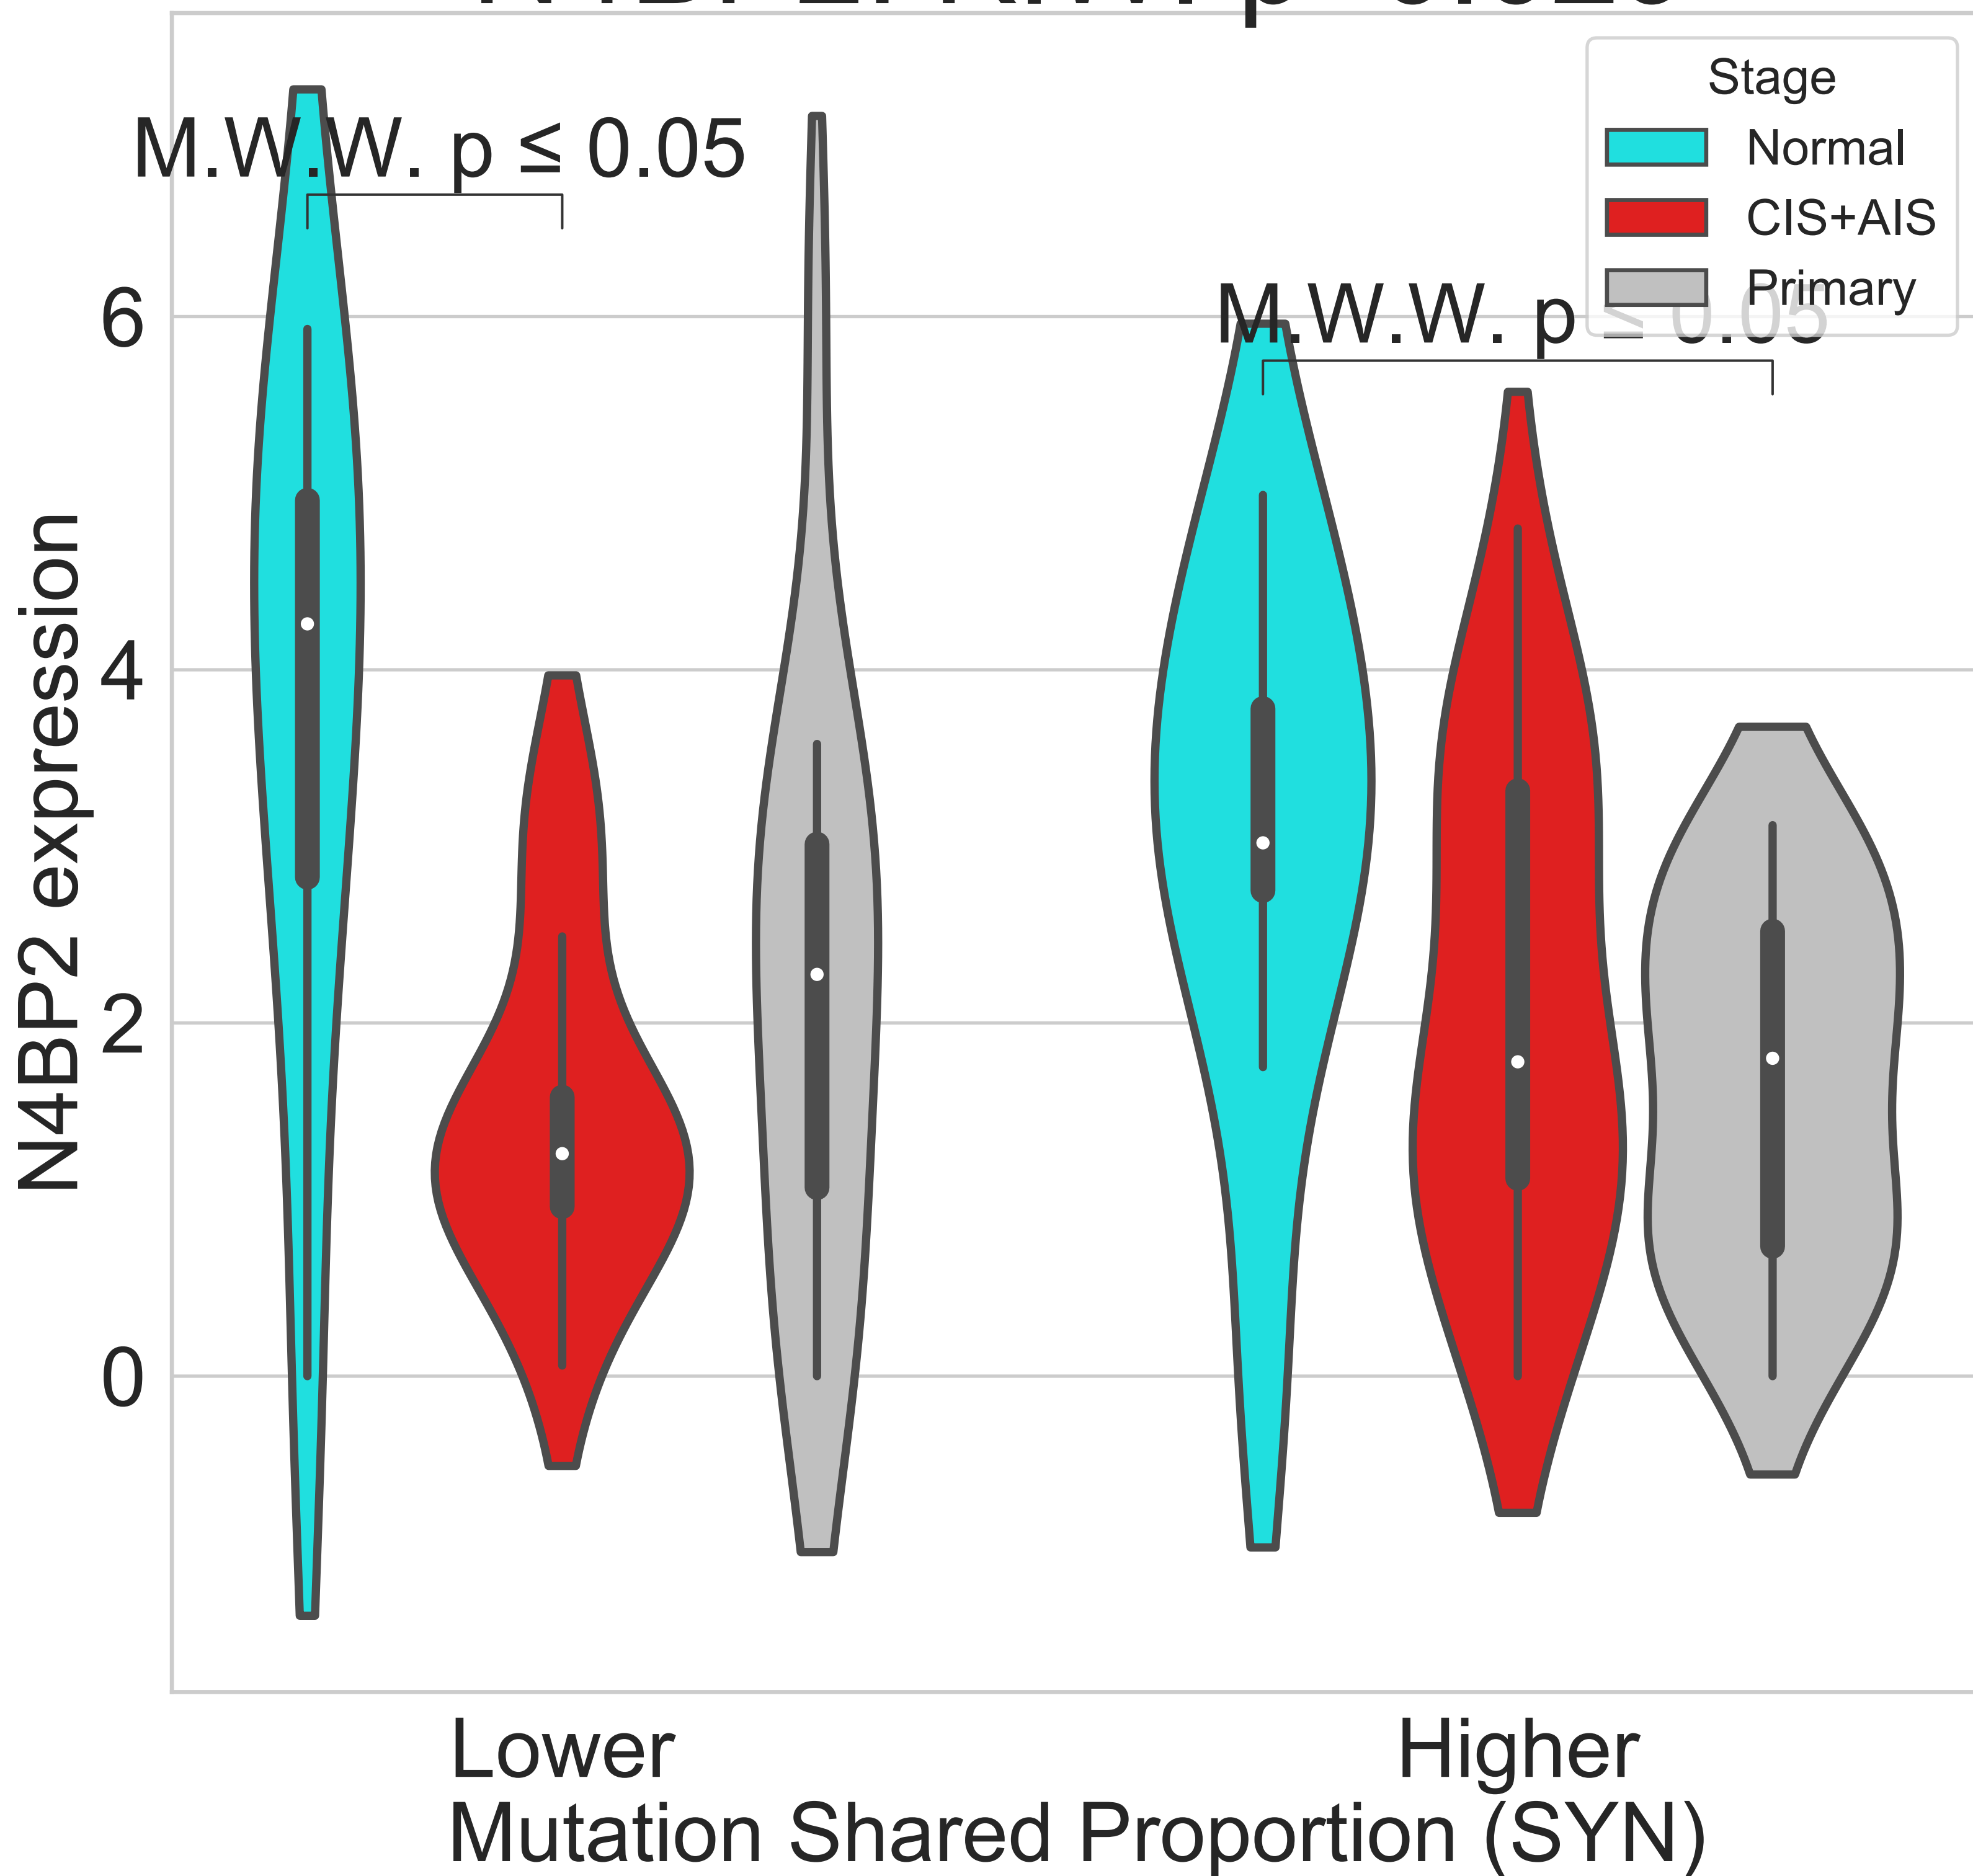 Stage
Normal
CIS+AIS
Primary
M.W.W. p ≤ 0.05
M.W.W. p ≤ 0.05
6
4
2
0
N4BP2 expression
Lower
Higher
Mutation Shared Proportion (SYN)